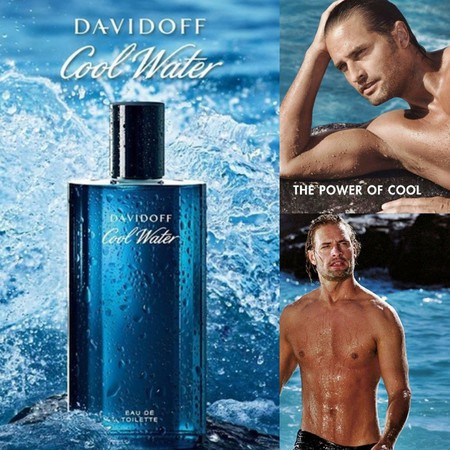 DAVIDOFF
Cool Water
DAVIDOFF
Cool Water
EAU DE
TOILETTE
THE POWER OF COOL